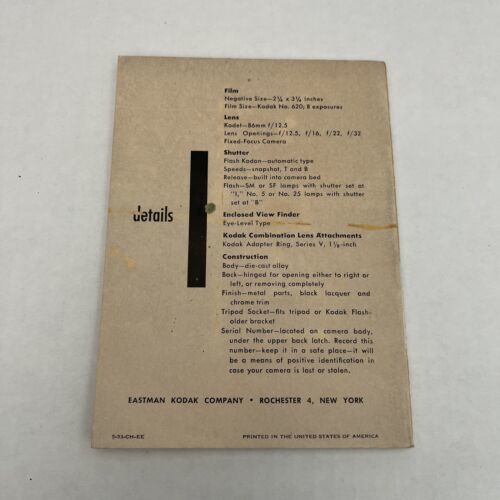 details
Film
Negative Size—2¼ x 3¼ inches
Film Size—Kodak No. 620; 8 exposures
Lens
Kodet—86mm f/12.5
Lens Openings—f/12.5, f/16, f/22, f/32
Fixed-Focus Camera
Shutter
Flash Kodon—automatic type
Speeds—snapshot, T and B
Release—built into camera bed
Flash—SM or SF lamps with shutter set at
"I," No. 5 or No. 25 lamps with shutter
set at "B"
Enclosed View Finder
Eye-Level Type
Kodak Combination Lens Attachments
Kodak Adapter Ring, Series V, 1⅛-inch
Construction
Body—die-cast alloy
Back—hinged for opening either to right or
left, or removing completely
Finish—metal parts, black lacquer and
chrome trim
Tripod Socket—fits tripod or Kodak Flash-
older bracket
Serial Number—located on camera body,
under the upper back latch. Record this
number—keep it in a safe place—it will
be a means of positive identification in
case your camera is lost or stolen.
EASTMAN KODAK COMPANY • ROCHESTER 4, NEW YORK
5-53-CH-EE
PRINTED IN THE UNITED STATES OF AMERICA